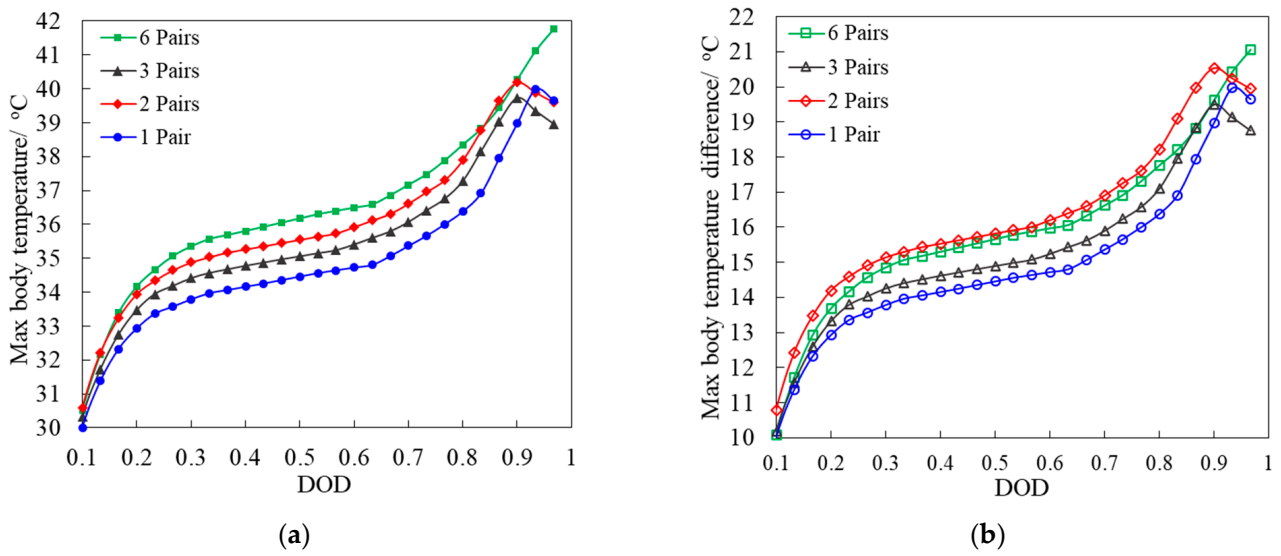 Max body temperature/ °C
42
41
40
39
38
37
36
35
34
33
32
31
30
6 Pairs
3 Pairs
2 Pairs
1 Pair
0.1 0.2 0.3 0.4 0.5 0.6 0.7 0.8 0.9 1
DOD
(a)
Max body temperature difference/ °C
22
21
20
19
18
17
16
15
14
13
12
11
10
6 Pairs
3 Pairs
2 Pairs
1 Pair
0.1 0.2 0.3 0.4 0.5 0.6 0.7 0.8 0.9 1
DOD
(b)